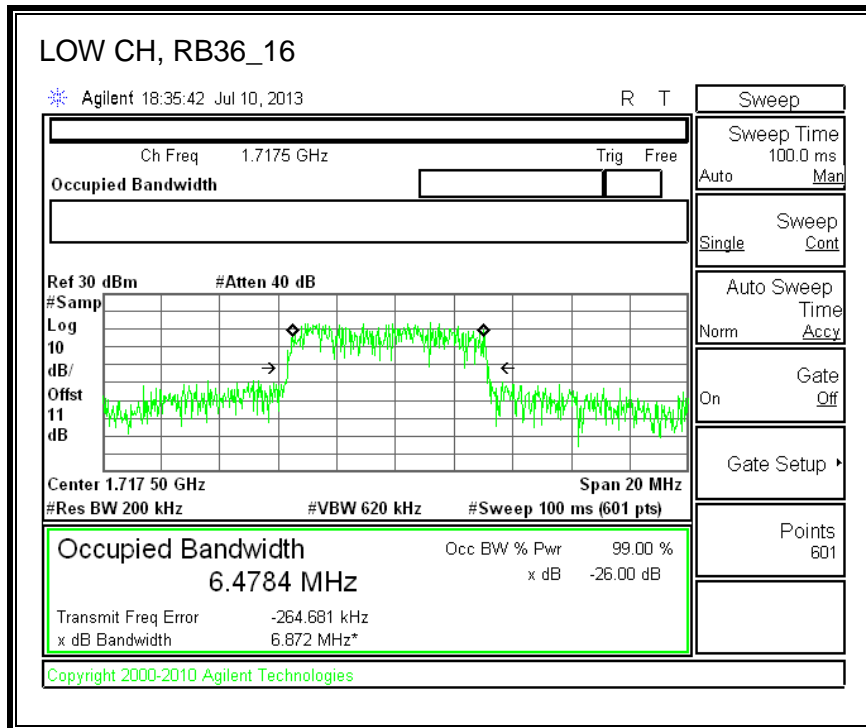 LOW CH, RB36_16
Agilent 18:35:42 Jul 10, 2013 R T
Ch Freq 1.7175 GHz Trig Free
Occupied Bandwidth
Ref 30 dBm #Atten 40 dB
#Samp
Log
10
dB/
Offst
11
dB
Center 1.717 50 GHz Span 20 MHz
#Res BW 200 kHz #VBW 620 kHz #Sweep 100 ms (601 pts)
Occupied Bandwidth Occ BW % Pwr 99.00 %
6.4784 MHz x dB -26.00 dB
Transmit Freq Error -264.681 kHz
x dB Bandwidth 6.872 MHz*
Copyright 2000-2010 Agilent Technologies
Sweep
Sweep Time
100.0 ms
Auto Man
Sweep
Single Cont
Auto Sweep
Time
Norm Accy
Gate
On Off
Gate Setup
Points
601